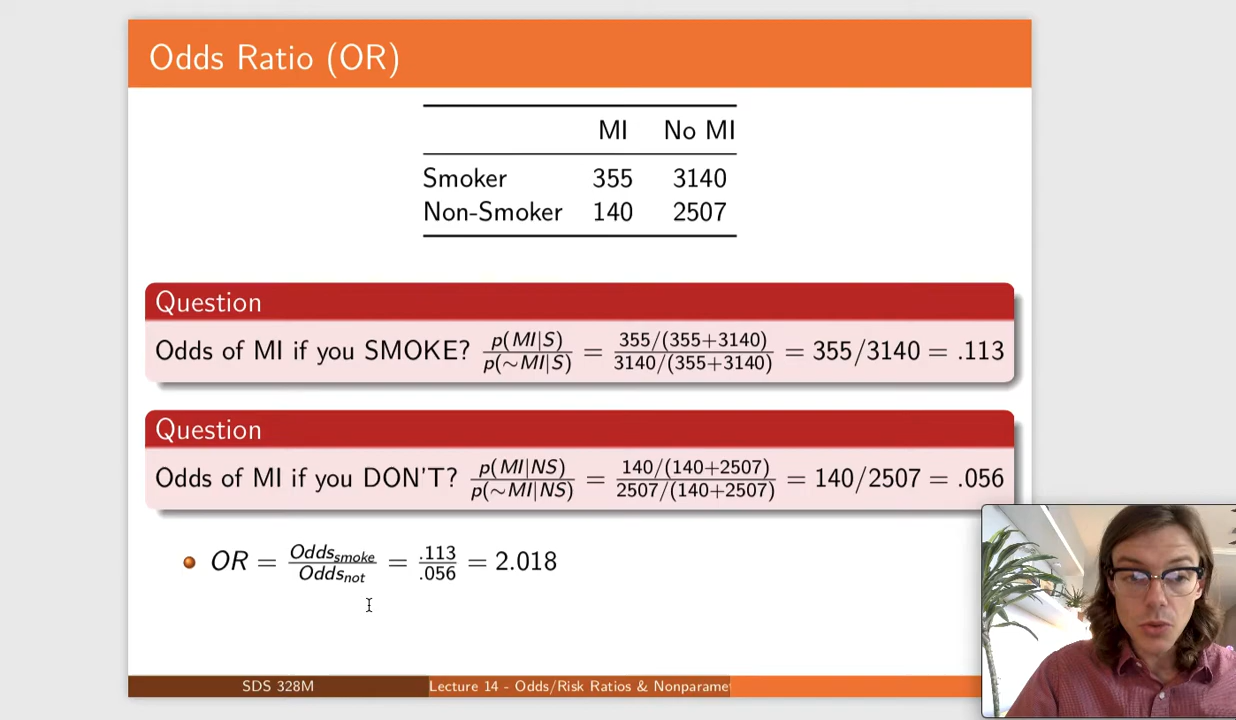 Odds Ratio (OR)
MI No MI
Smoker 355 3140
Non-Smoker 140 2507
Question
Odds of MI if you SMOKE? p(MI|S)/p(∼MI|S) = 355/(355+3140)/3140/(355+3140) = 355/3140 = .113
Question
Odds of MI if you DON'T? p(MI|NS)/p(∼MI|NS) = 140/(140+2507)/2507/(140+2507) = 140/2507 = .056
OR = Odds_smoke/Odds_not = .113/.056 = 2.018
SDS 328M Lecture 14 - Odds/Risk Ratios & Nonparame